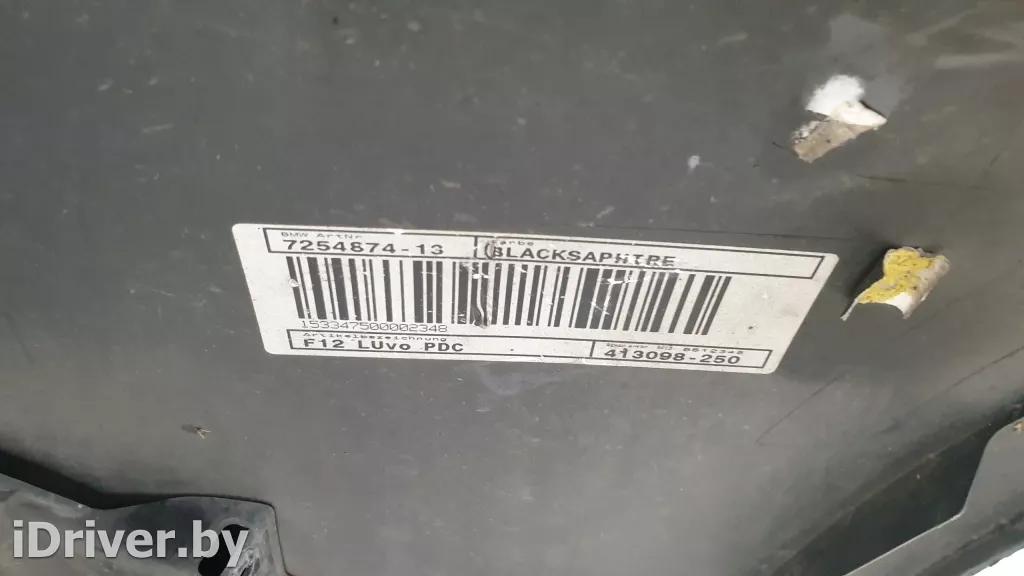 BMW ArtNr
7254874-13
Farbe
BLACKSAPHIRE
153347500002348
Artikelbezeichnung
F12 LUVo PDC
413098-250
iDriver.by